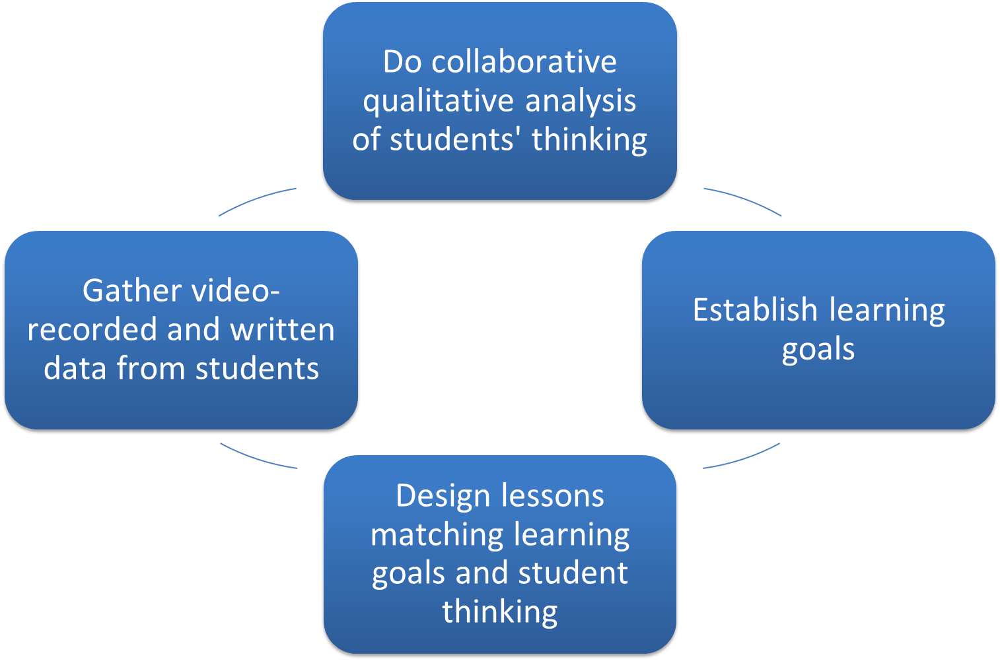 Do collaborative
qualitative analysis
of students' thinking
Gather video-
recorded and written
data from students
Establish learning
goals
Design lessons
matching learning
goals and student
thinking